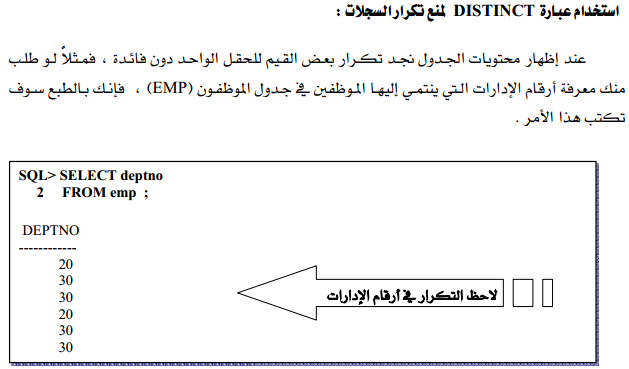 استخدام عبارة DISTINCT لمنع تكرار السجلات :
عند إظهار محتويات الجدول نجد تكرار بعض القيم للحقل الواحد دون فائدة ، فمثلاً لو طلب
منك معرفة أرقام الإدارات التي ينتمي إليها الموظفين في جدول الموظفون (EMP) ، فإنك بالطبع سوف
تكتب هذا الأمر .
SQL> SELECT deptno
2 FROM emp ;
DEPTNO
------------
20
30
30
لاحظ التكرار في أرقام الإدارات
20
30
30